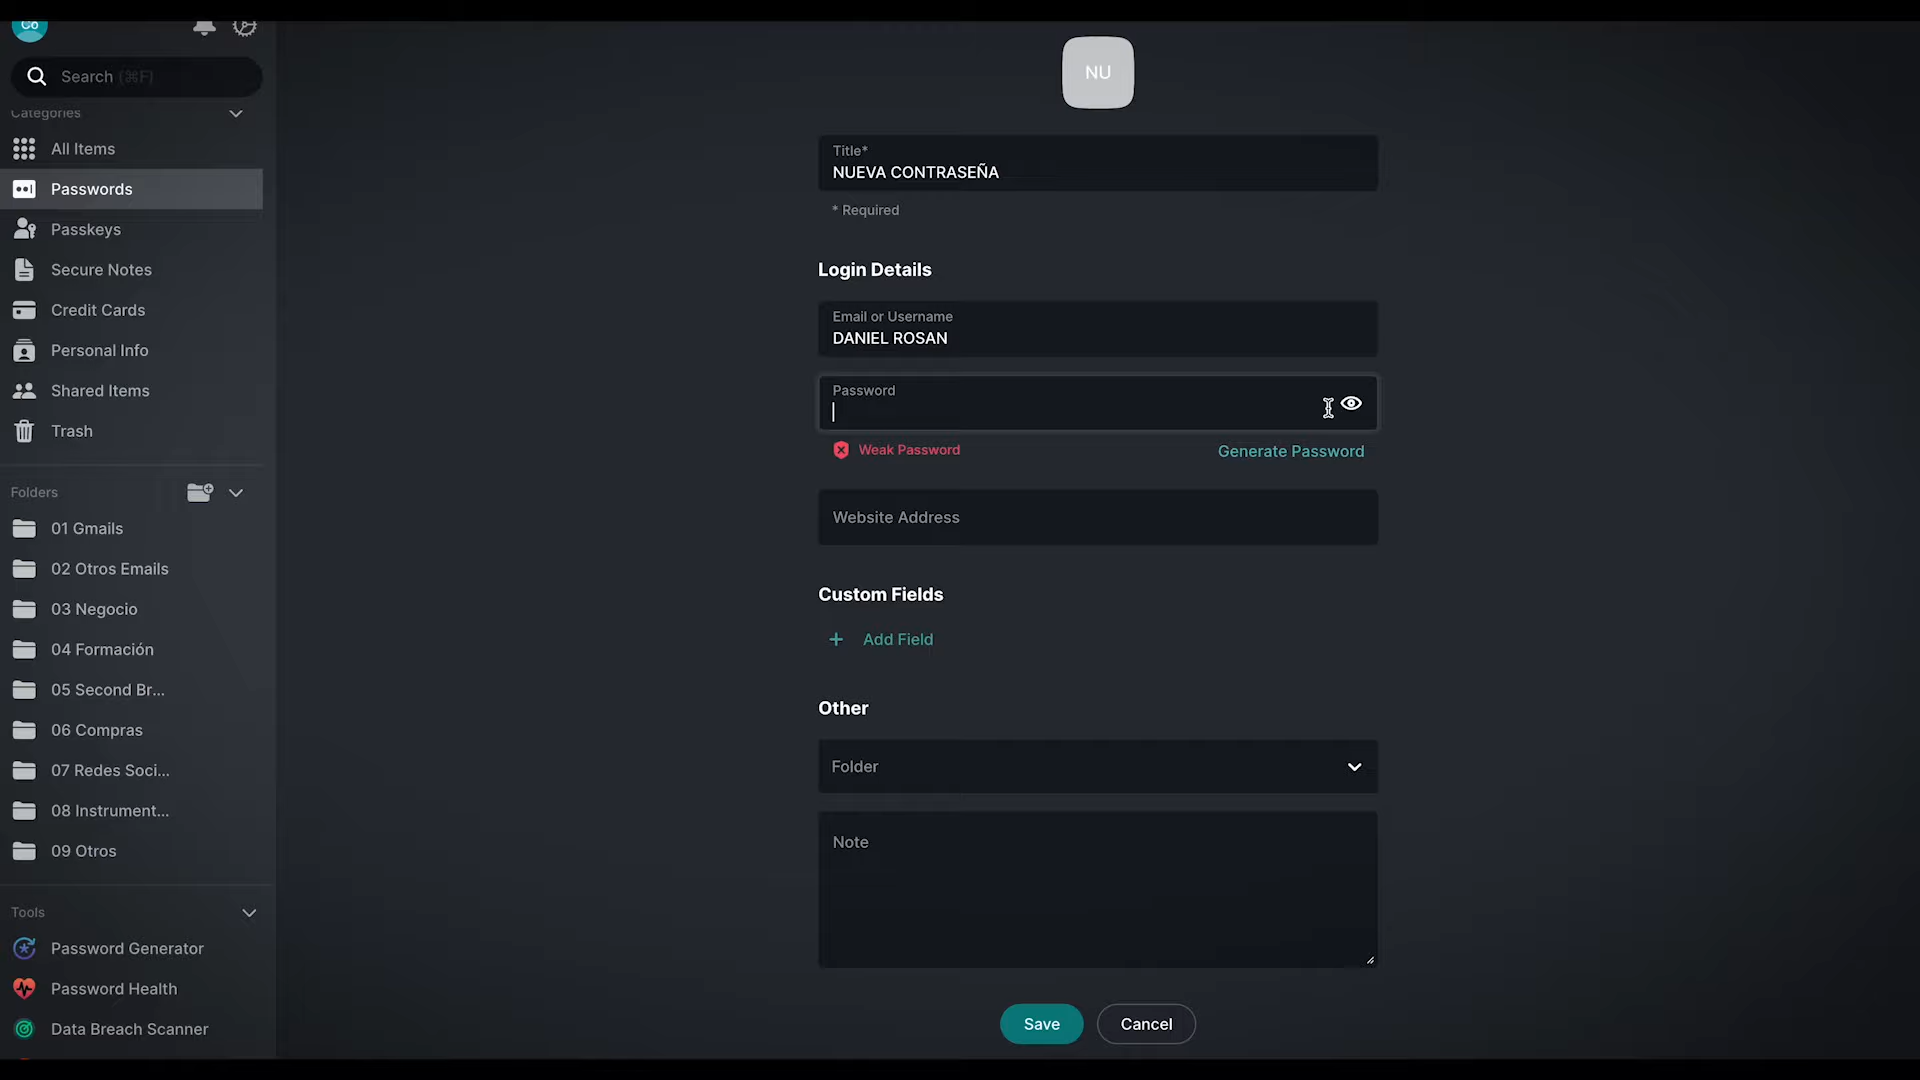 Co
Search (⌘F)
Categories
All Items
Passwords
Passkeys
Secure Notes
Credit Cards
Personal Info
Shared Items
Trash
Folders
01 Gmails
02 Otros Emails
03 Negocio
04 Formación
05 Second Br...
06 Compras
07 Redes Soci...
08 Instrument...
09 Otros
Tools
Password Generator
Password Health
Data Breach Scanner
NU
Title*
NUEVA CONTRASEÑA
* Required
Login Details
Email or Username
DANIEL ROSAN
Password
Weak Password
Generate Password
Website Address
Custom Fields
+ Add Field
Other
Folder
Note
Save
Cancel